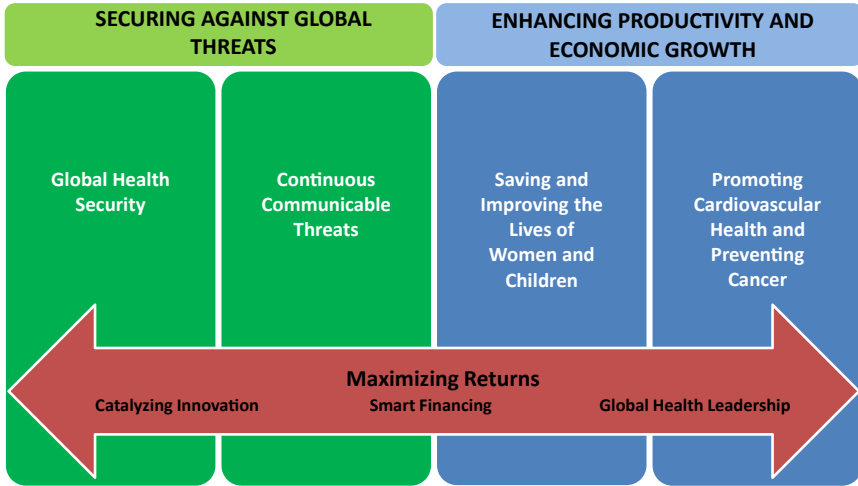 SECURING AGAINST GLOBAL
THREATS
ENHANCING PRODUCTIVITY AND
ECONOMIC GROWTH
Global Health
Security
Continuous
Communicable
Threats
Saving and
Improving the
Lives of
Women and
Children
Promoting
Cardiovascular
Health and
Preventing
Cancer
Maximizing Returns
Catalyzing Innovation
Smart Financing
Global Health Leadership